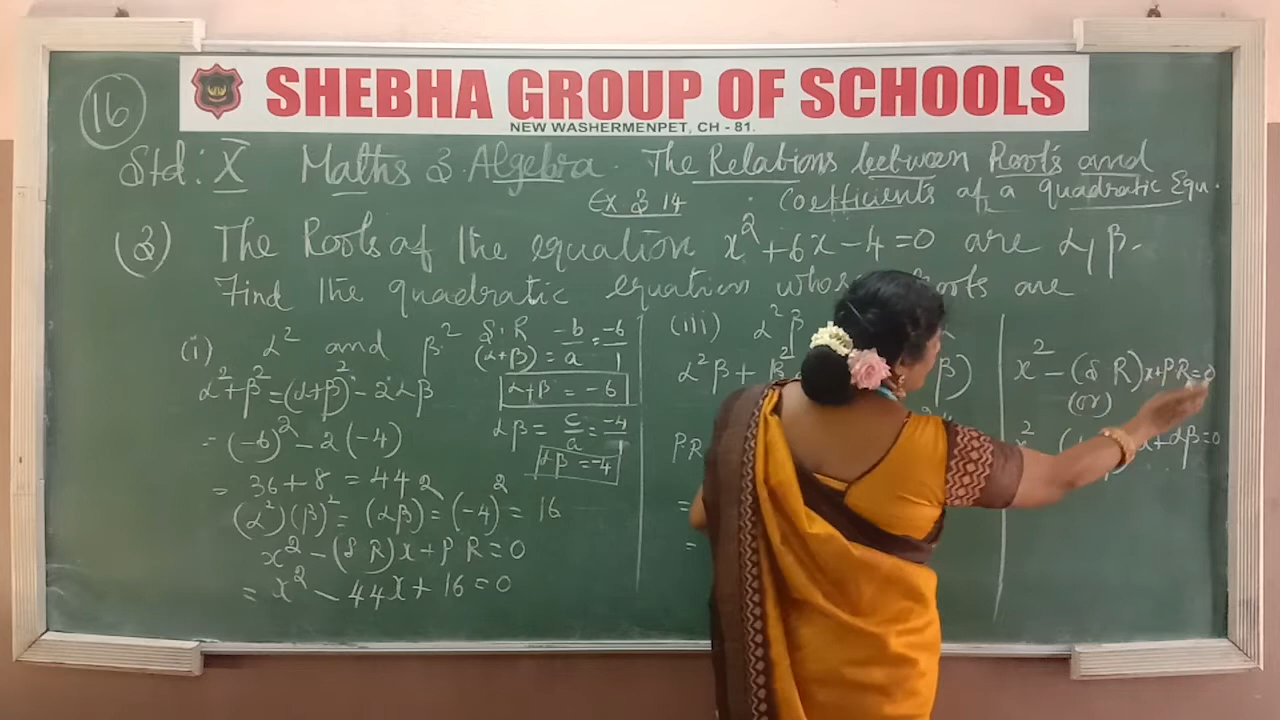 SHEBHA GROUP OF SCHOOLS
NEW WASHERMENPET, CH - 81.
16
Std: X Maths 3. Algebra. The Relations between Roots and
Ex 3.14 Coefficients of a quadratic Equ.
(3) The Roots of the equation x² + 6x - 4 = 0 are α, β.
Find the quadratic equation whose Roots are
(i) α² and β²
α² + β² = (α+β)² - 2αβ
= (-6)² - 2(-4)
= 36 + 8 = 44
(α²)(β²) = (αβ)² = (-4)² = 16
x² - (S R)x + P R = 0
= x² - 44x + 16 = 0
S.R -b = -6
(α+β) = a 1
α+β = -6
αβ = c/a = -4/1
αβ = -4
(iii) α²β
α²β + β² β)
P.R
=
=
x² - (S R)x + P R = 0
(or)
x² - x + αβ = 0